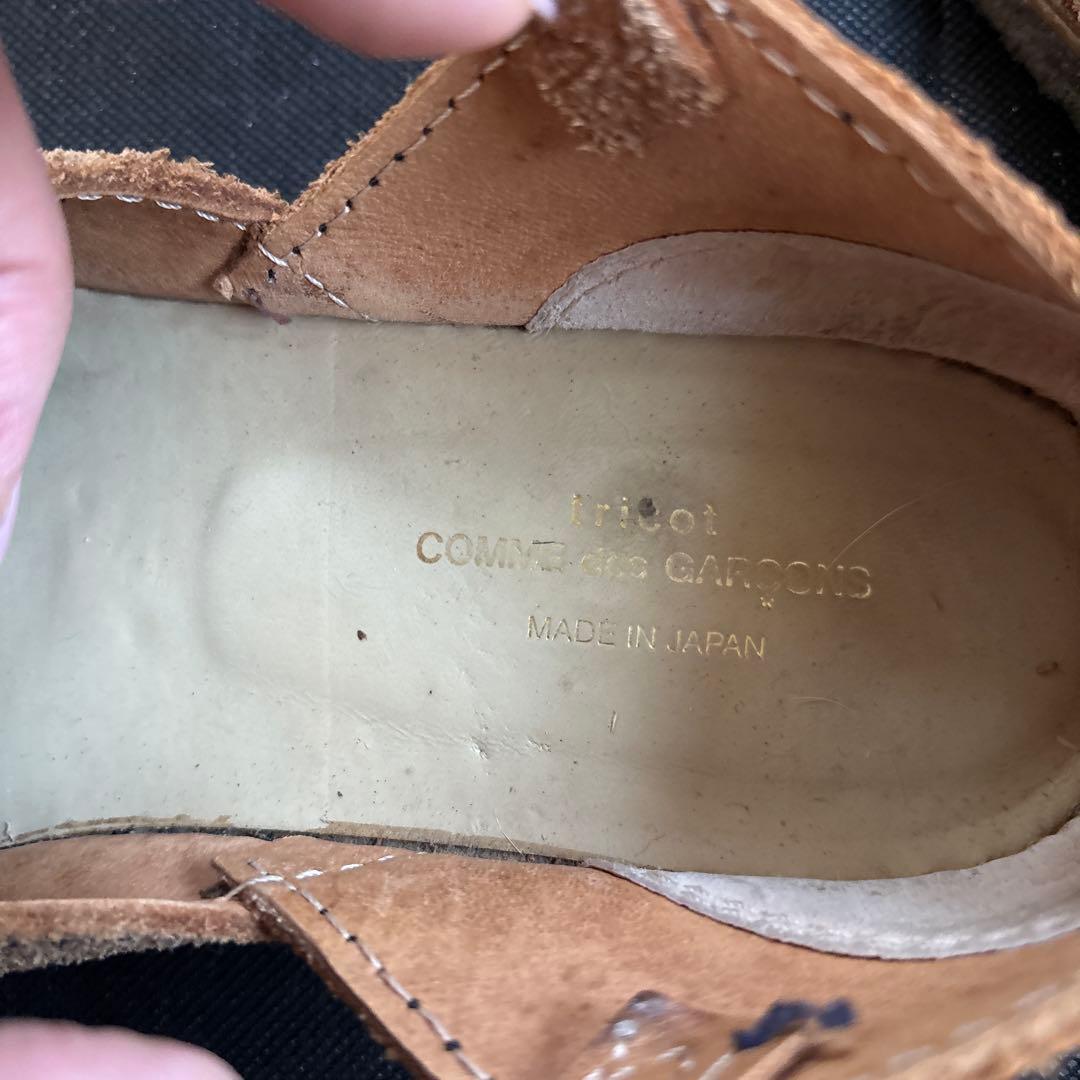 tricot
COMME des GARÇONS
MADE IN JAPAN